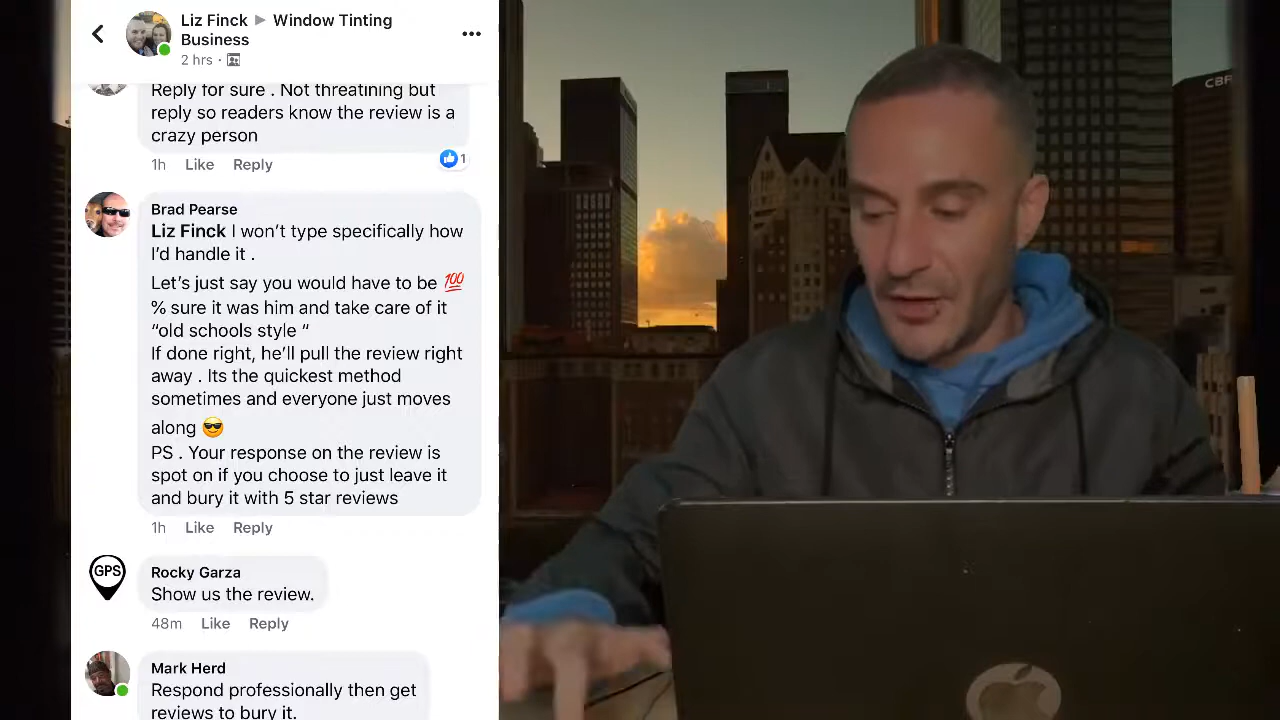 Liz Finck ▶ Window Tinting
Business
2 hrs ·
Reply for sure . Not threatining but
reply so readers know the review is a
crazy person
1h Like Reply
1
Brad Pearse
Liz Finck I won't type specifically how
I'd handle it .
Let's just say you would have to be 💯
% sure it was him and take care of it
“old schools style “
If done right, he'll pull the review right
away . Its the quickest method
sometimes and everyone just moves
along 😎
PS . Your response on the review is
spot on if you choose to just leave it
and bury it with 5 star reviews
1h Like Reply
GPS
Rocky Garza
Show us the review.
48m Like Reply
Mark Herd
Respond professionally then get
reviews to bury it.
CBR